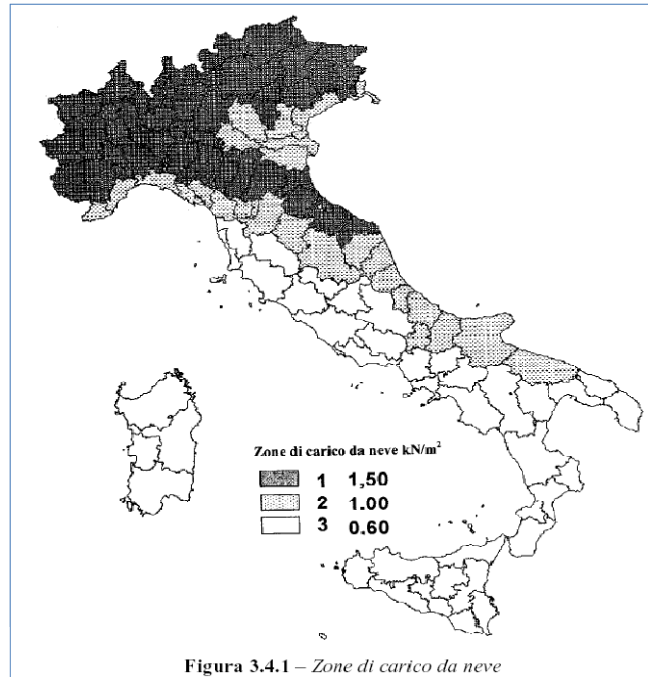 Zone di carico da neve kN/m²
1 1,50
2 1.00
3 0.60
Figura 3.4.1 – Zone di carico da neve